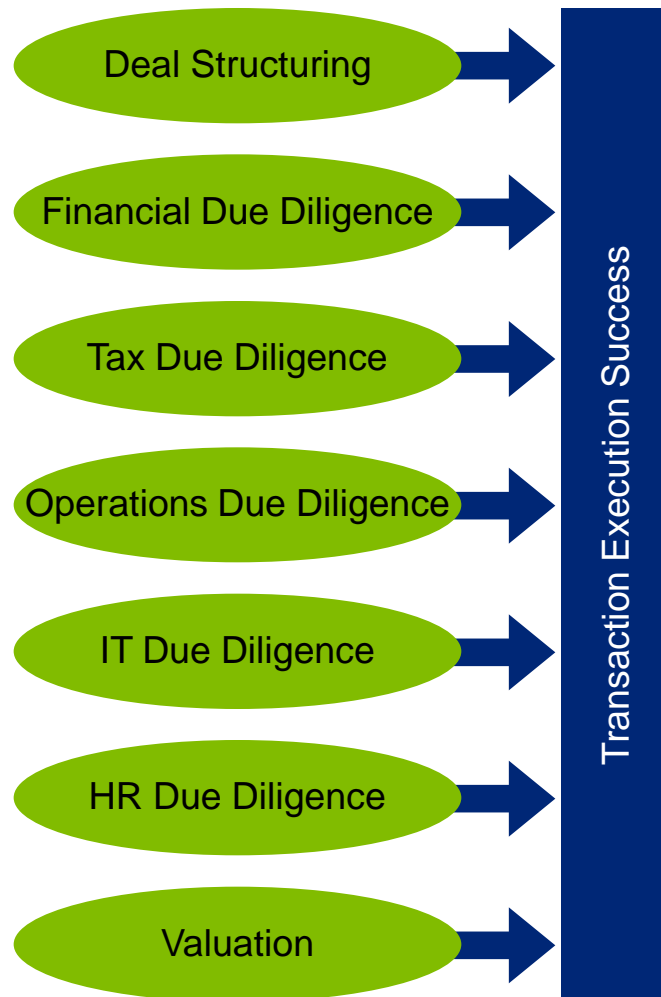 Deal Structuring
Financial Due Diligence
Tax Due Diligence
Operations Due Diligence
IT Due Diligence
HR Due Diligence
Valuation
Transaction Execution Success